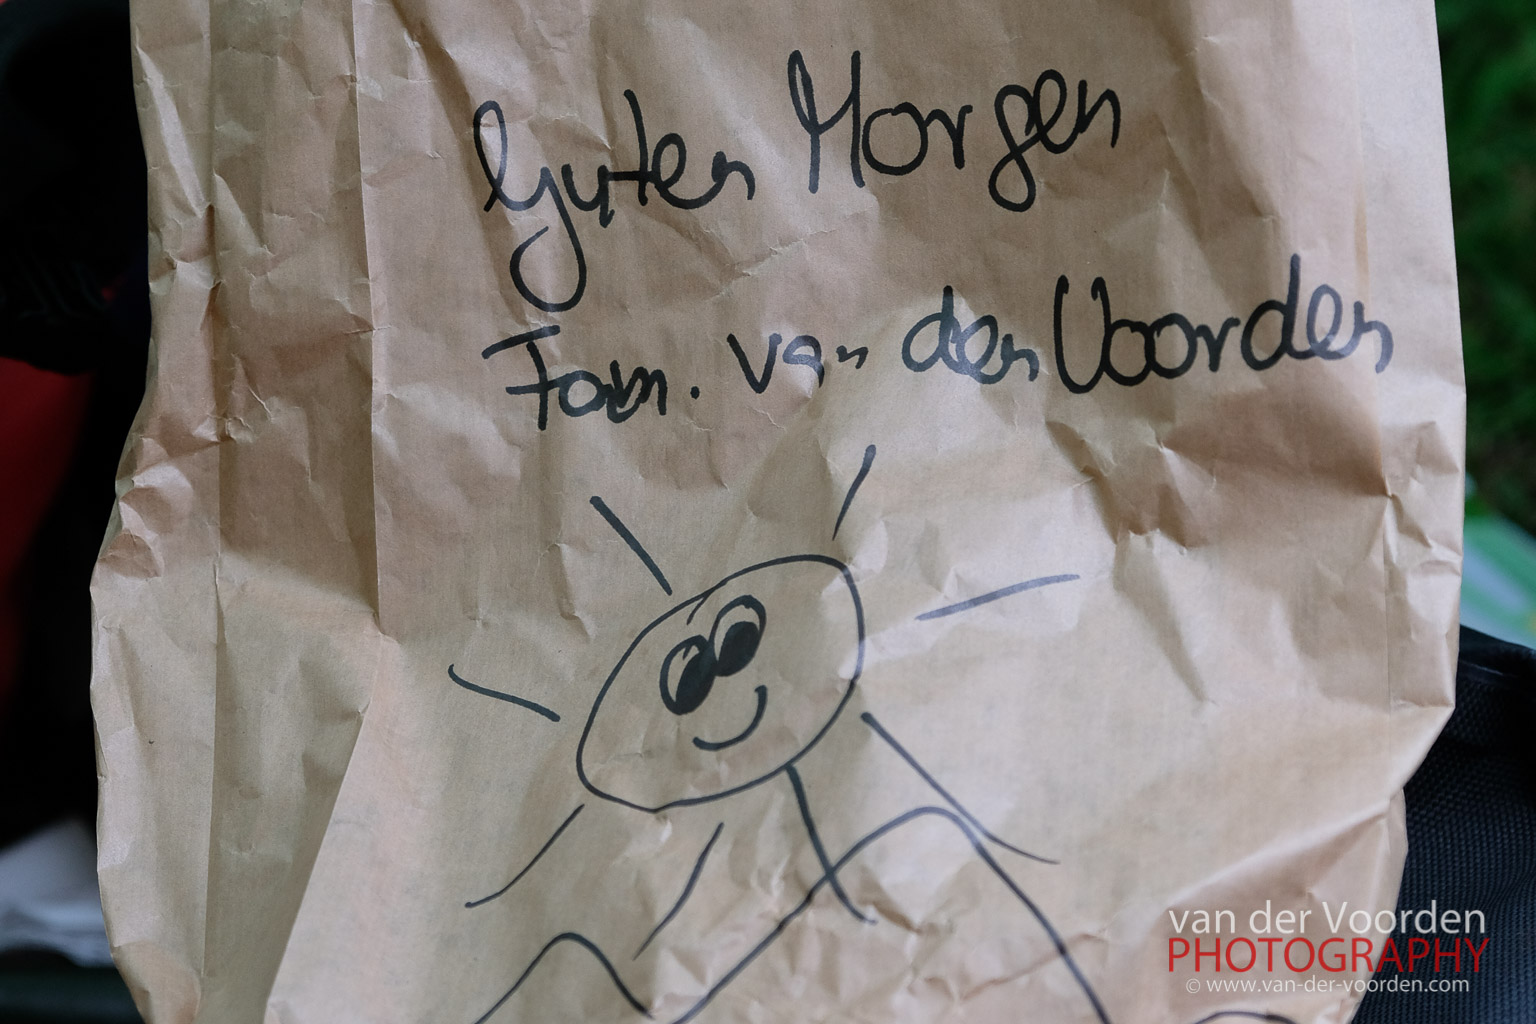 Guten Morgen
Fam. van der Voorden
van der Voorden
PHOTOGRAPHY
© www.van-der-voorden.com